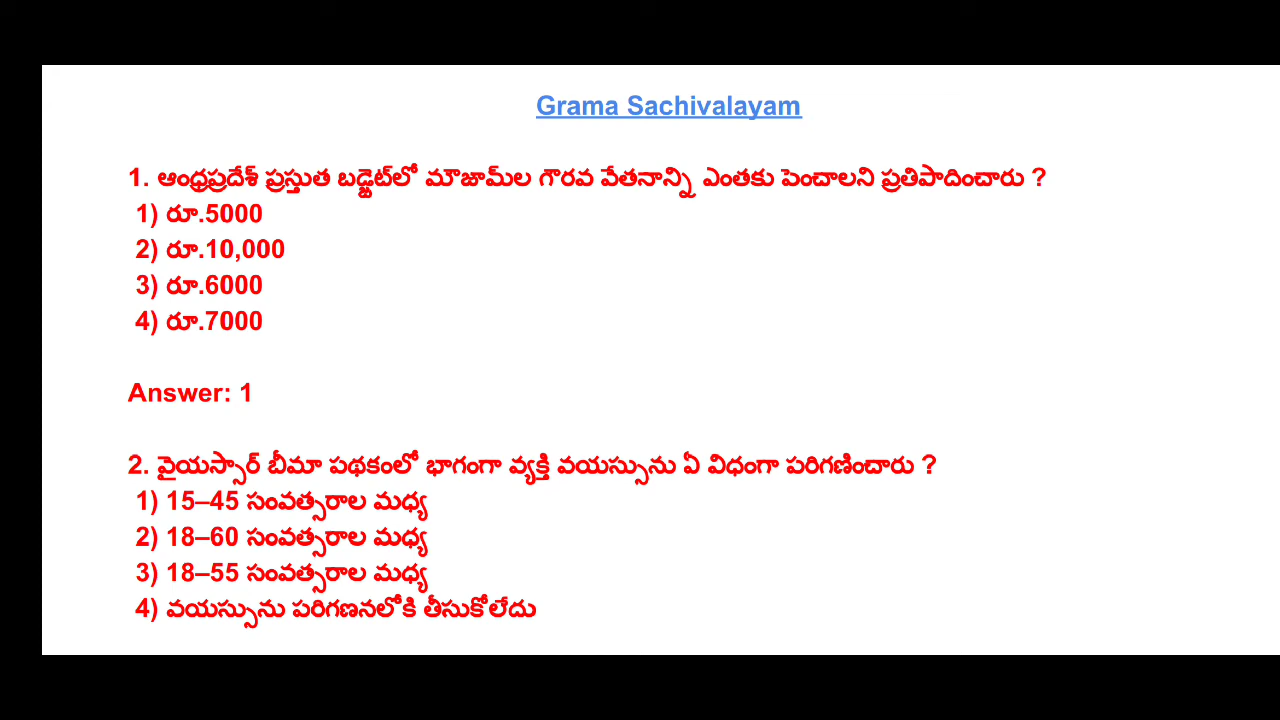 Grama Sachivalayam
1. ఆంధ్రప్రదేశ్ ప్రస్తుత బడ్జెట్‌లో మౌజామ్‌ల గౌరవ వేతనాన్ని ఎంతకు పెంచాలని ప్రతిపాదించారు ?
1) రూ.5000
2) రూ.10,000
3) రూ.6000
4) రూ.7000
Answer: 1
2. వైయస్సార్ బీమా పథకంలో భాగంగా వ్యక్తి వయస్సును ఏ విధంగా పరిగణించారు ?
1) 15–45 సంవత్సరాల మధ్య
2) 18–60 సంవత్సరాల మధ్య
3) 18–55 సంవత్సరాల మధ్య
4) వయస్సును పరిగణనలోకి తీసుకోలేదు